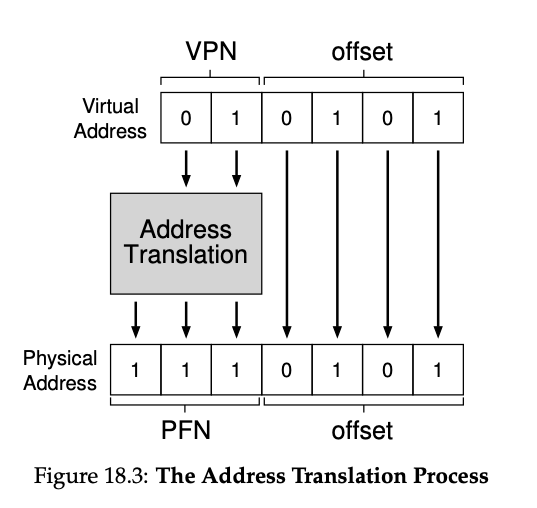 VPN offset
Virtual Address 0 1 0 1 0 1
Address
Translation
Physical Address 1 1 1 0 1 0 1
PFN offset
Figure 18.3: The Address Translation Process